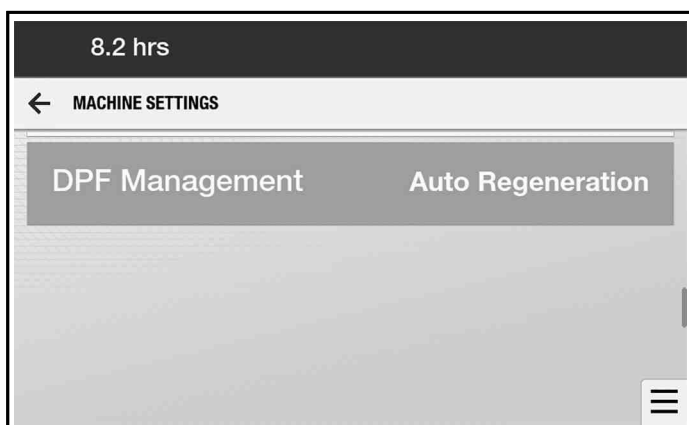 8.2 hrs
MACHINE SETTINGS
DPF Management Auto Regeneration